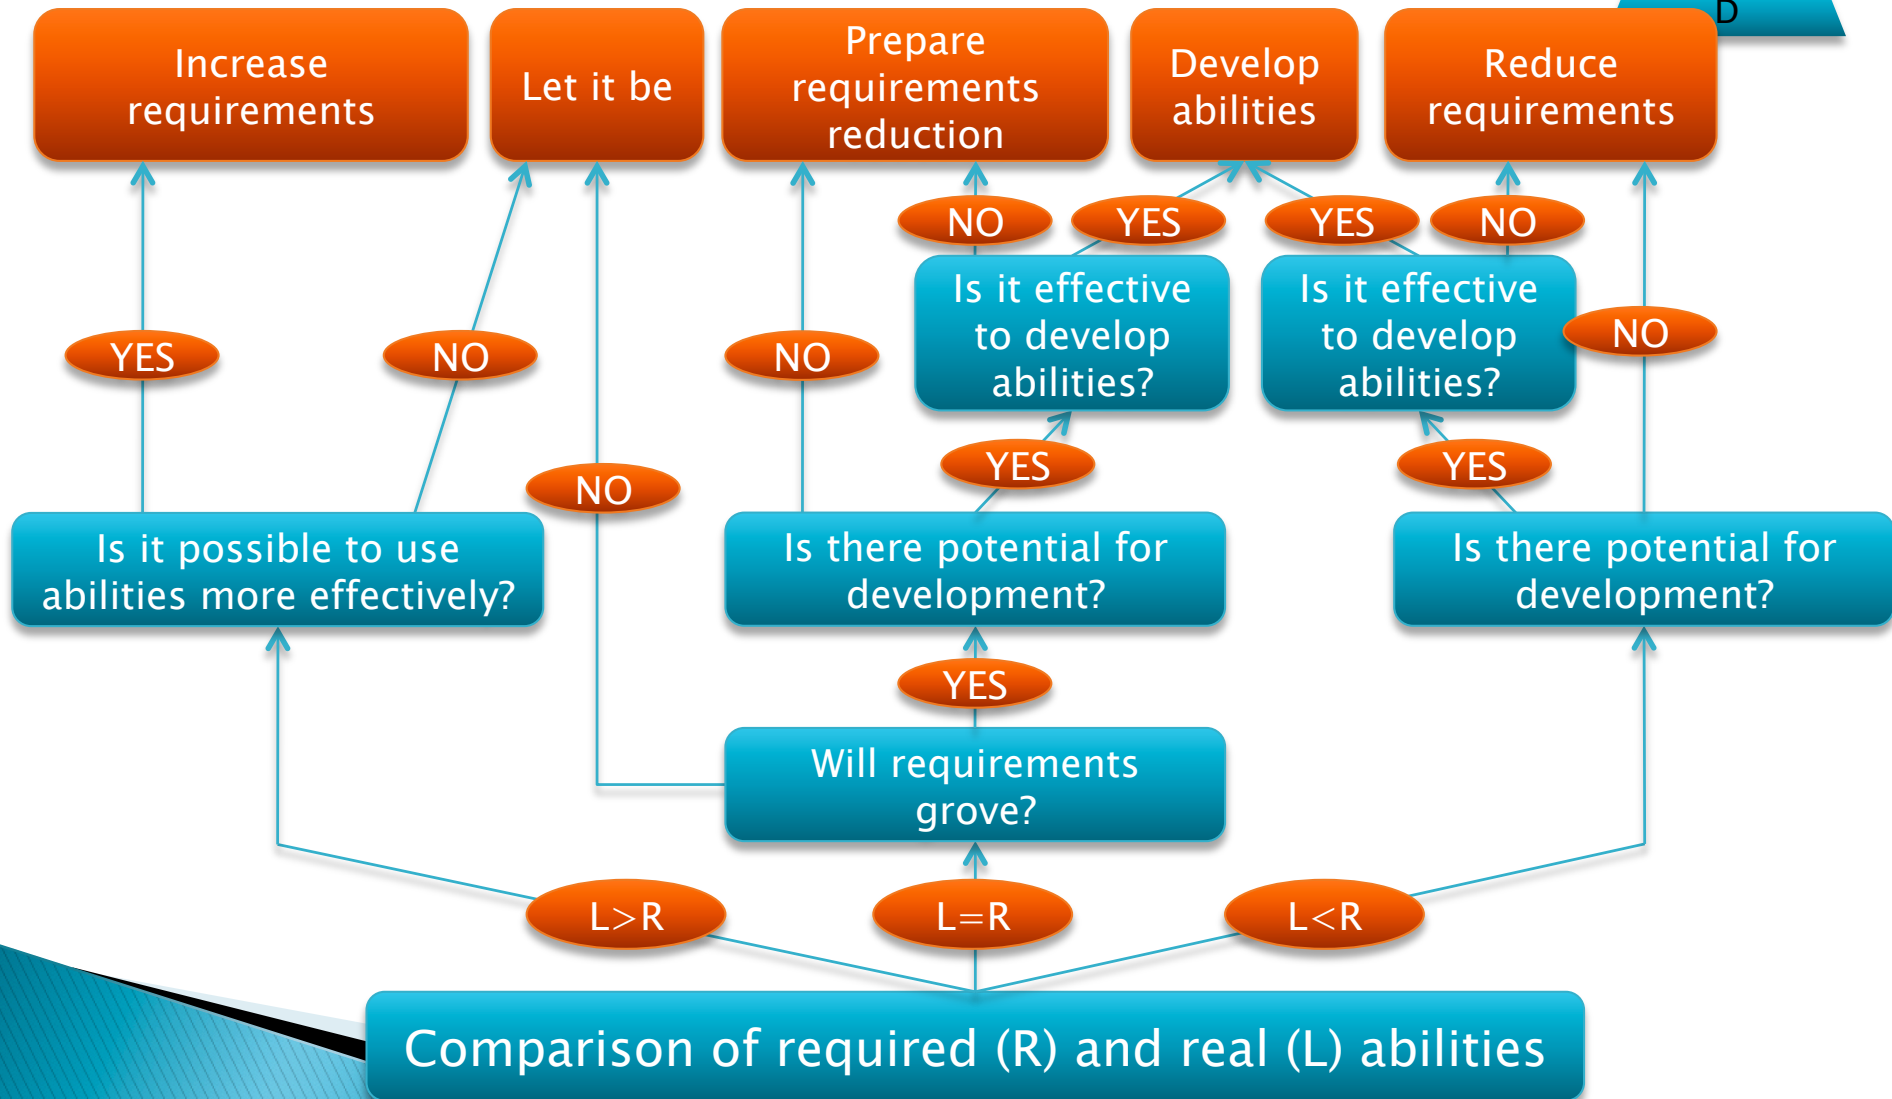 D
Increase
requirements
Let it be
Prepare
requirements
reduction
Develop
abilities
Reduce
requirements
NO
YES
YES
NO
Is it effective
to develop
abilities?
Is it effective
to develop
abilities?
YES
NO
NO
NO
YES
YES
NO
Is it possible to use
abilities more effectively?
Is there potential for
development?
Is there potential for
development?
YES
Will requirements
grove?
L>R
L=R
L<R
Comparison of required (R) and real (L) abilities